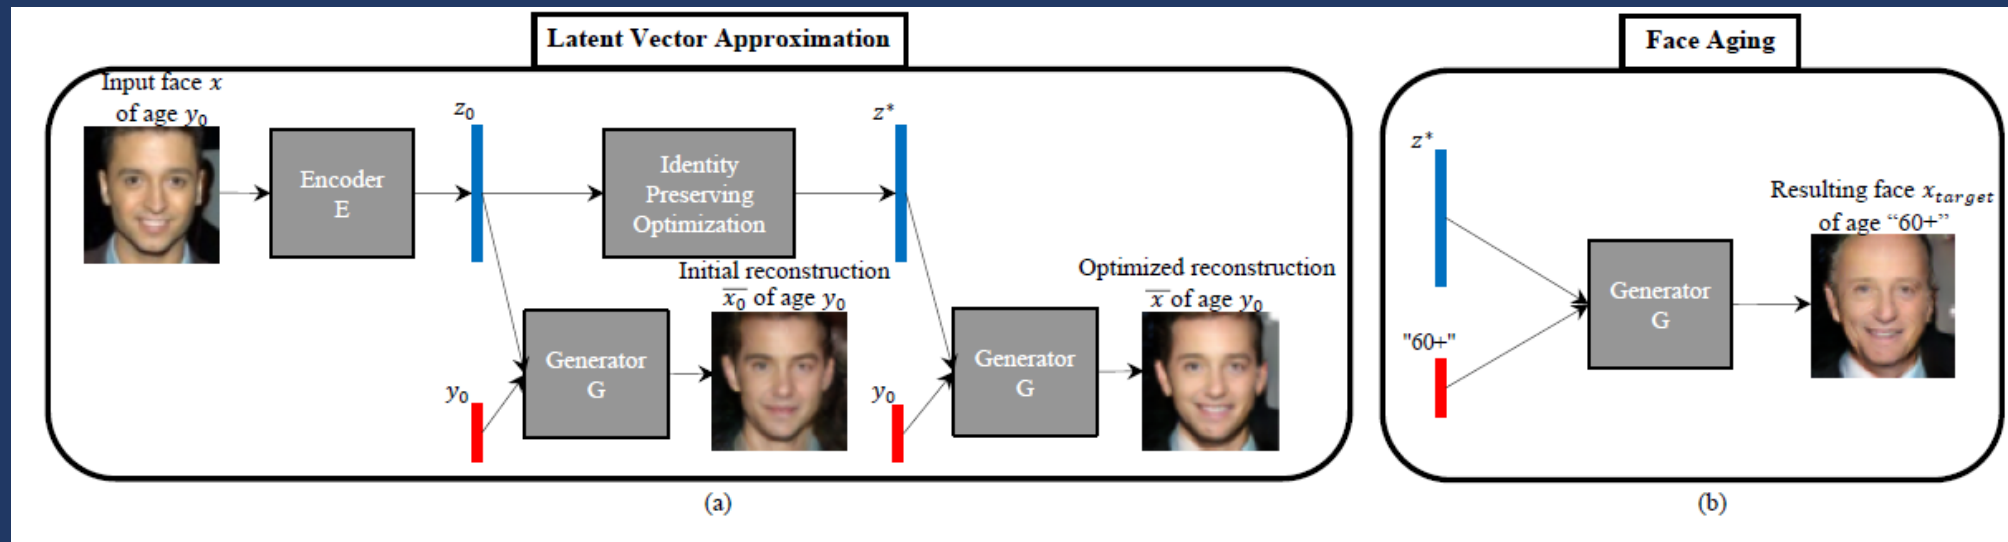 Latent Vector Approximation
Input face x
of age y₀
z₀
z*
Encoder
E
Identity
Preserving
Optimization
Initial reconstruction
x̅₀ of age y₀
Optimized reconstruction
x̅ of age y₀
y₀
Generator
G
y₀
Generator
G
(a)
Face Aging
z*
Resulting face xₜₐᵣgₑₜ
of age “60+”
Generator
G
"60+"
(b)